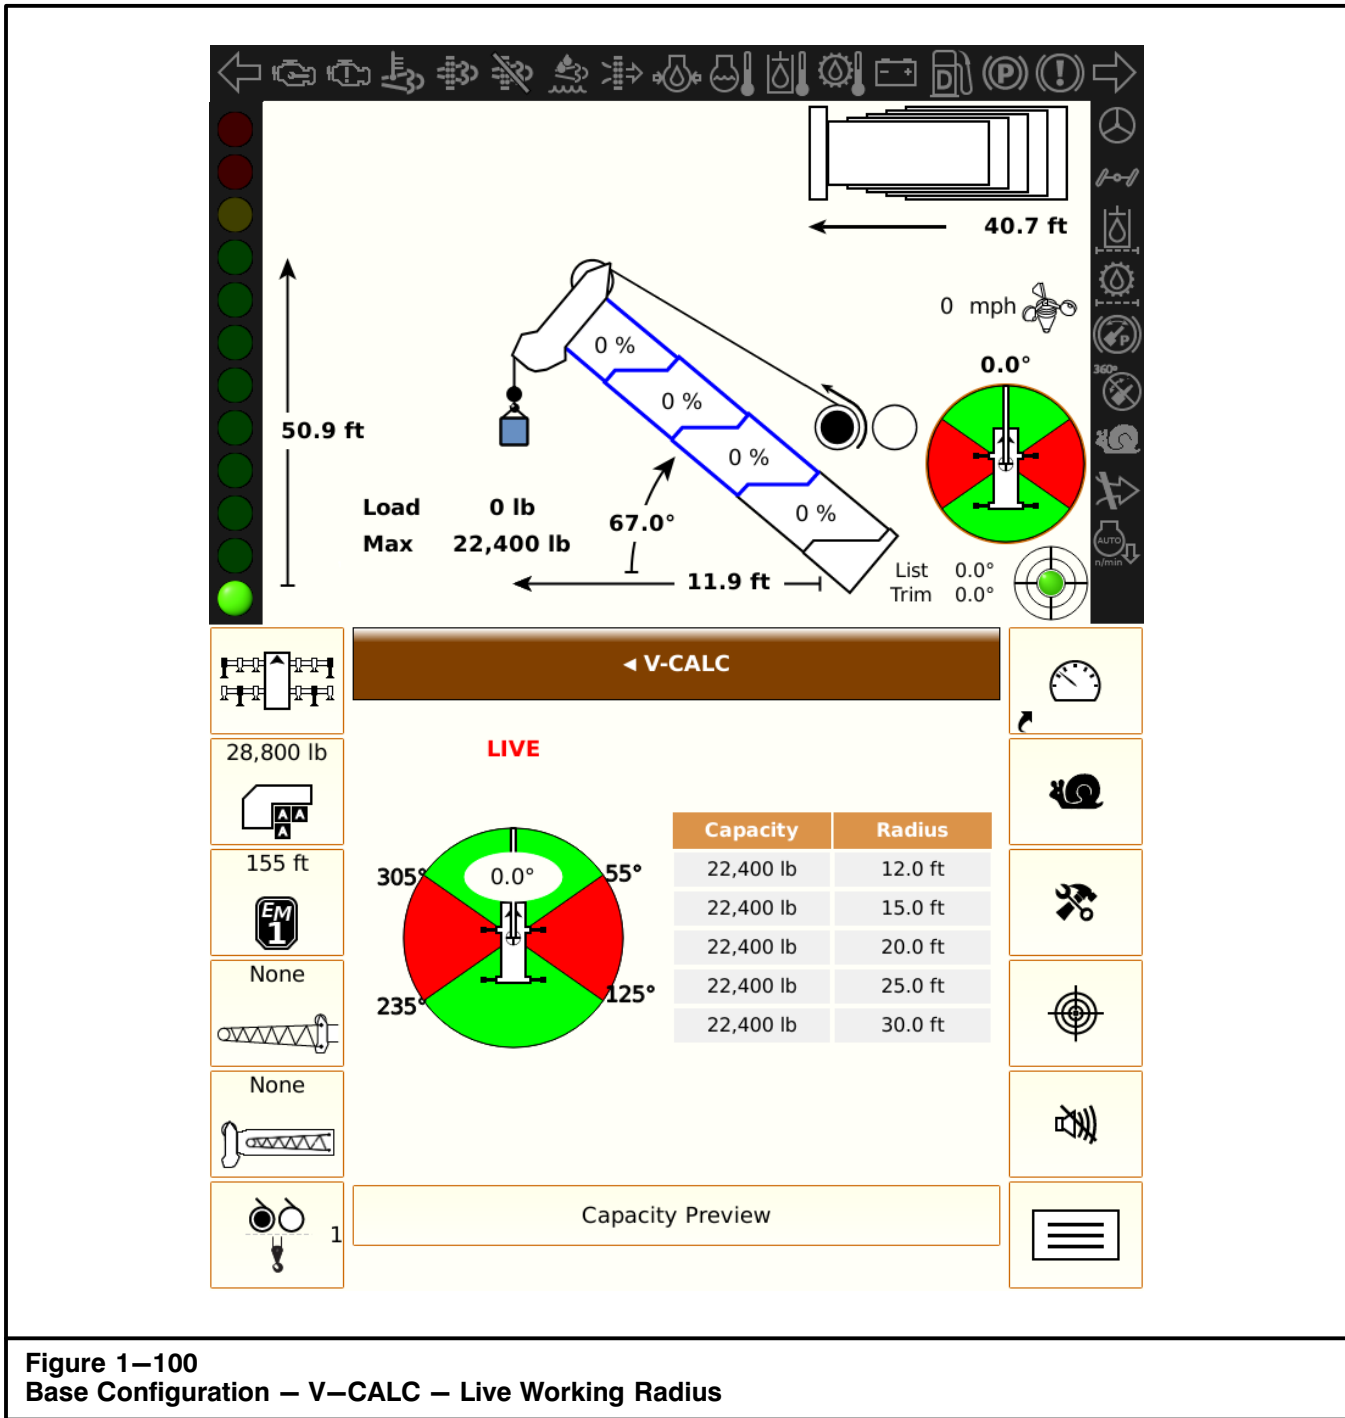 D
P
40.7 ft
0 mph
P
0.0°
360°
0 %
0 %
0 %
0 %
50.9 ft
Load 0 lb
Max 22,400 lb
67.0°
11.9 ft
List 0.0°
Trim 0.0°
AUTO
n/min
◄ V-CALC
28,800 lb
A A
A
LIVE
155 ft
EM
1
305° 0.0° 55°
235° 125°
Capacity Radius
22,400 lb 12.0 ft
22,400 lb 15.0 ft
22,400 lb 20.0 ft
22,400 lb 25.0 ft
22,400 lb 30.0 ft
None
None
1
Capacity Preview
Figure 1–100
Base Configuration – V–CALC – Live Working Radius